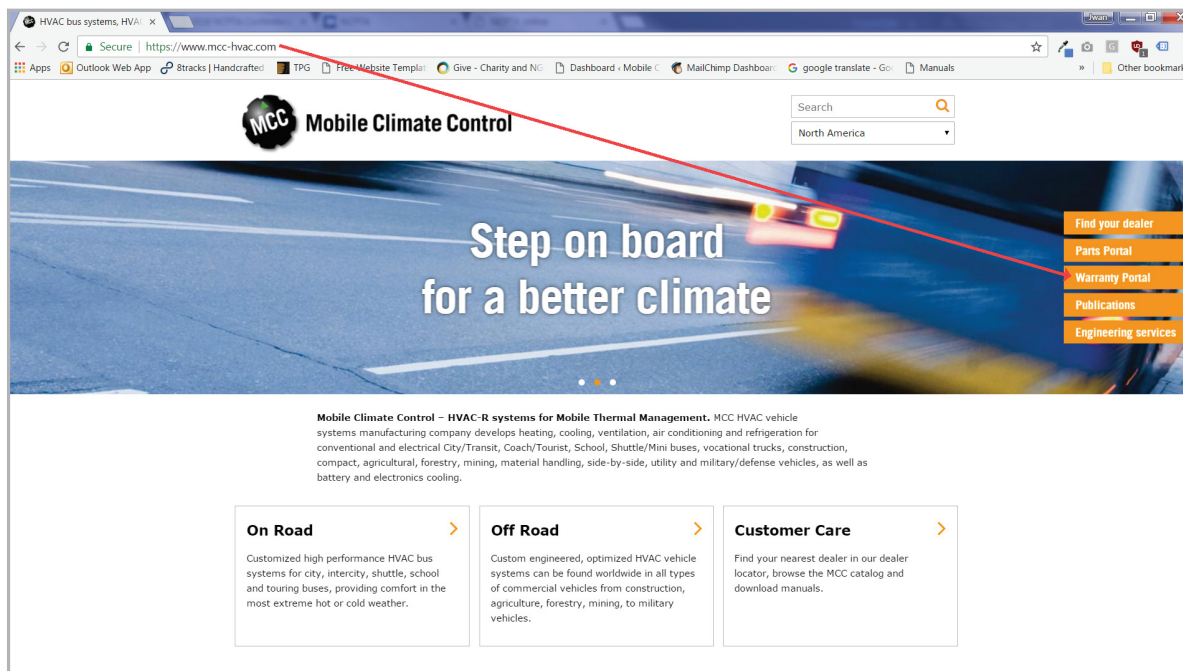 HVAC bus systems, HVA
Jwan
Secure | https://www.mcc-hvac.com
Apps Outlook Web App 8tracks | Handcrafted TPG Free Website Templat Give - Charity and NG Dashboard ‹ Mobile C MailChimp Dashboar google translate - Goo Manuals » Other bookmark
MCC Mobile Climate Control
Search
North America
Step on board
for a better climate
Find your dealer
Parts Portal
Warranty Portal
Publications
Engineering services
Mobile Climate Control – HVAC-R systems for Mobile Thermal Management. MCC HVAC vehicle
systems manufacturing company develops heating, cooling, ventilation, air conditioning and refrigeration for
conventional and electrical City/Transit, Coach/Tourist, School, Shuttle/Mini buses, vocational trucks, construction,
compact, agricultural, forestry, mining, material handling, side-by-side, utility and military/defense vehicles, as well as
battery and electronics cooling.
On Road
Customized high performance HVAC bus
systems for city, intercity, shuttle, school
and touring buses, providing comfort in the
most extreme hot or cold weather.
Off Road
Custom engineered, optimized HVAC vehicle
systems can be found worldwide in all types
of commercial vehicles from construction,
agriculture, forestry, mining, to military
vehicles.
Customer Care
Find your nearest dealer in our dealer
locator, browse the MCC catalog and
download manuals.